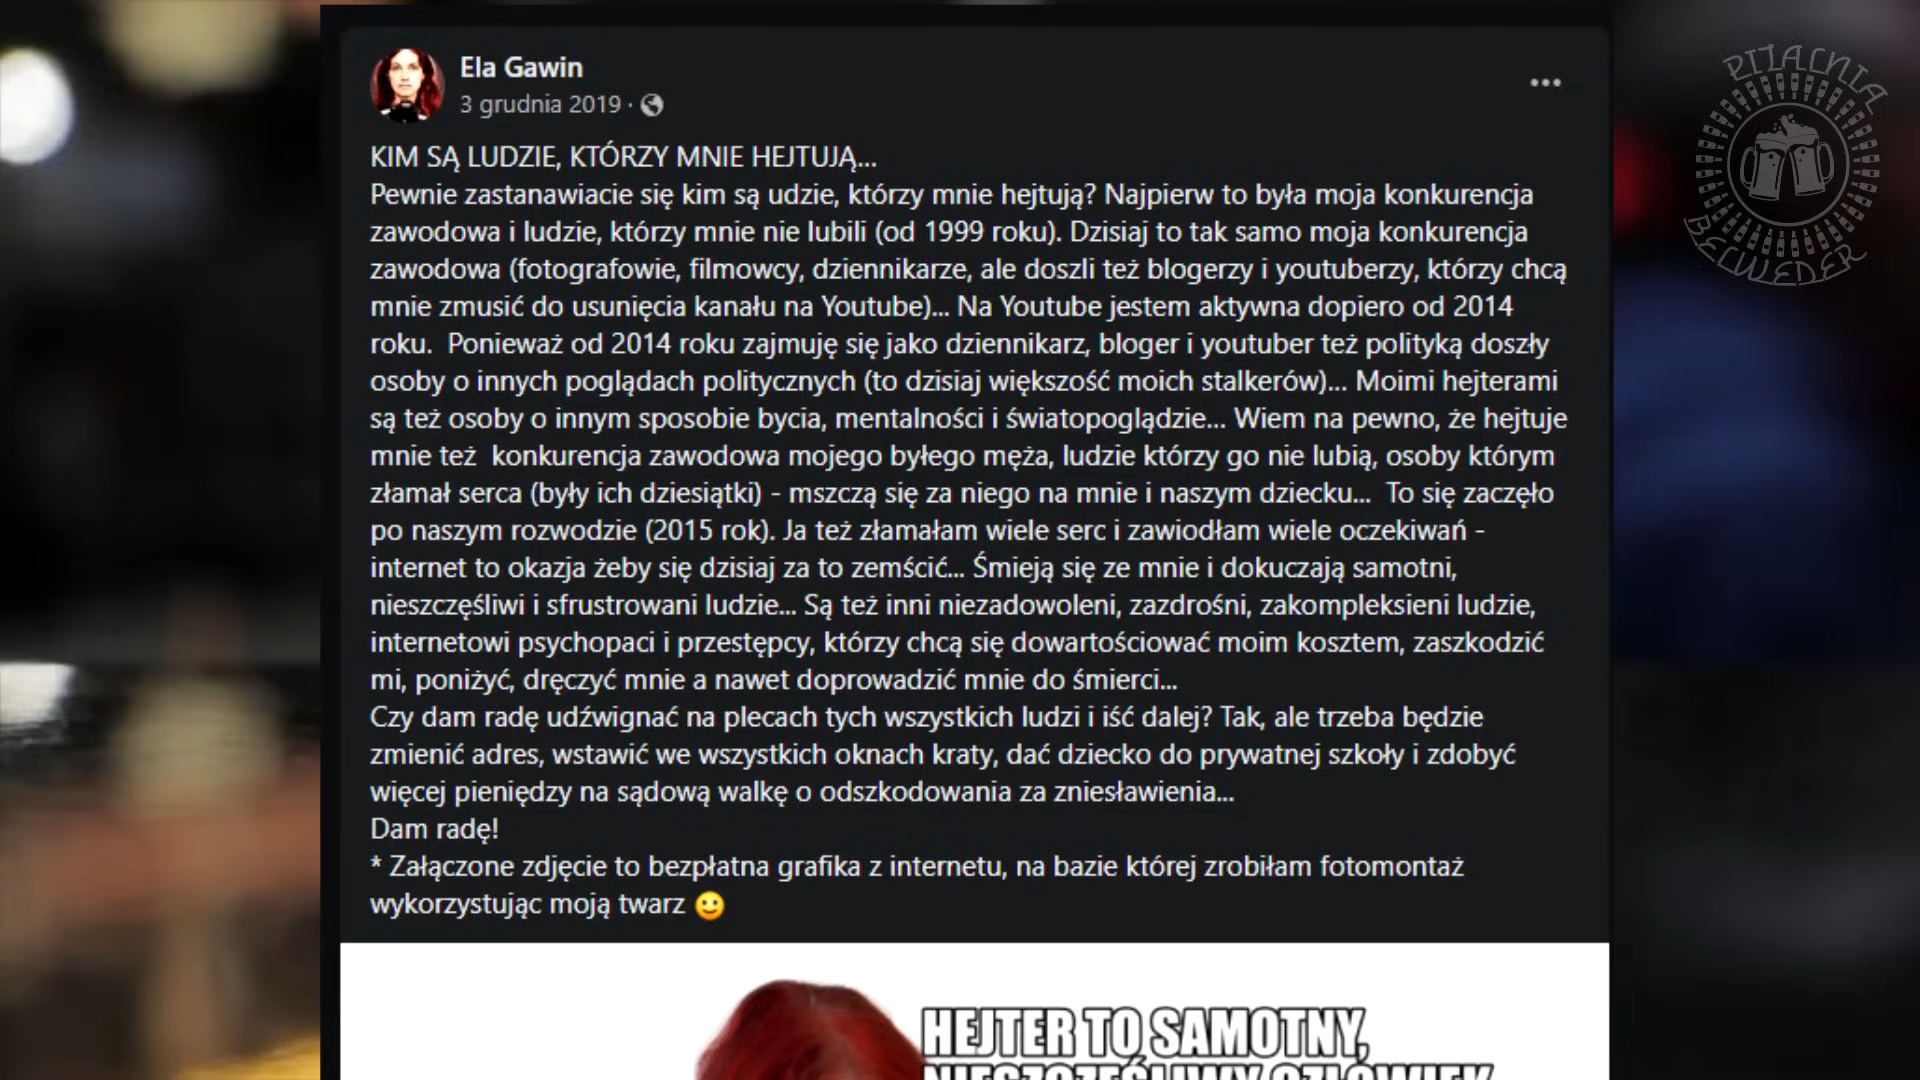 Ela Gawin
3 grudnia 2019 ·
KIM SĄ LUDZIE, KTÓRZY MNIE HEJTUJĄ...
Pewnie zastanawiacie się kim są udzie, którzy mnie hejtują? Najpierw to była moja konkurencja
zawodowa i ludzie, którzy mnie nie lubili (od 1999 roku). Dzisiaj to tak samo moja konkurencja
zawodowa (fotografowie, filmowcy, dziennikarze, ale doszli też blogerzy i youtuberzy, którzy chcą
mnie zmusić do usunięcia kanału na Youtube)... Na Youtube jestem aktywna dopiero od 2014
roku.  Ponieważ od 2014 roku zajmuję się jako dziennikarz, bloger i youtuber też polityką doszły
osoby o innych poglądach politycznych (to dzisiaj większość moich stalkerów)... Moimi hejterami
są też osoby o innym sposobie bycia, mentalności i światopoglądzie... Wiem na pewno, że hejtuje
mnie też  konkurencja zawodowa mojego byłego męża, ludzie którzy go nie lubią, osoby którym
złamał serca (były ich dziesiątki) - mszczą się za niego na mnie i naszym dziecku...  To się zaczęło
po naszym rozwodzie (2015 rok). Ja też złamałam wiele serc i zawiodłam wiele oczekiwań -
internet to okazja żeby się dzisiaj za to zemścić... Śmieją się ze mnie i dokuczają samotni,
nieszczęśliwi i sfrustrowani ludzie... Są też inni niezadowoleni, zazdrośni, zakompleksieni ludzie,
internetowi psychopaci i przestępcy, którzy chcą się dowartościować moim kosztem, zaszkodzić
mi, poniżyć, dręczyć mnie a nawet doprowadzić mnie do śmierci...
Czy dam radę udźwignać na plecach tych wszystkich ludzi i iść dalej? Tak, ale trzeba będzie
zmienić adres, wstawić we wszystkich oknach kraty, dać dziecko do prywatnej szkoły i zdobyć
więcej pieniędzy na sądową walkę o odszkodowania za zniesławienia...
Dam radę!
* Załączone zdjęcie to bezpłatna grafika z internetu, na bazie której zrobiłam fotomontaż
wykorzystując moją twarz 🙂
HEJTER TO SAMOTNY,
NIESZCZĘŚLIWY CZŁOWIEK
PIJALNIA
BELWEDER